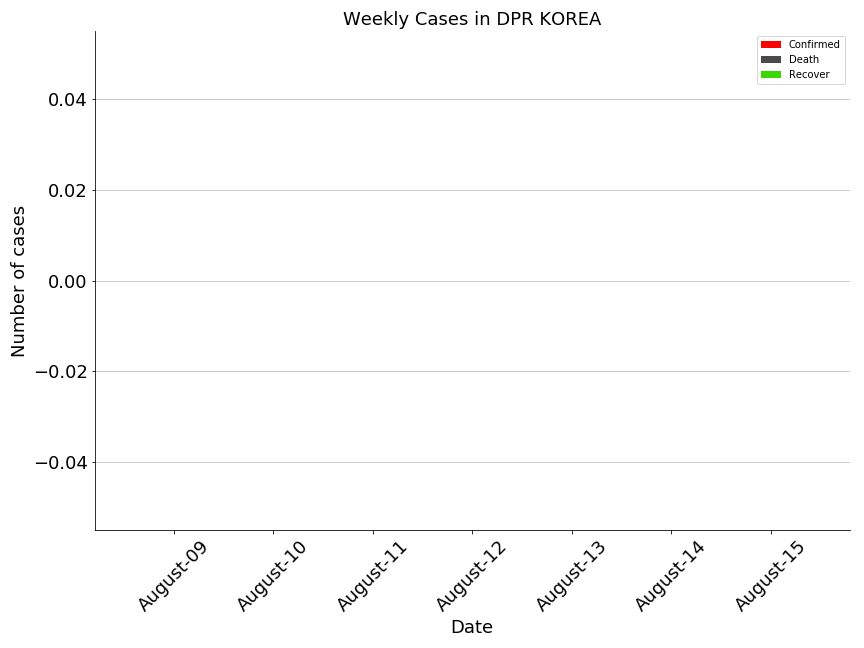 Weekly Cases in DPR KOREA
Confirmed
Death
Recover
Number of cases
0.04
0.02
0.00
−0.02
−0.04
August-09
August-10
August-11
August-12
August-13
August-14
August-15
Date